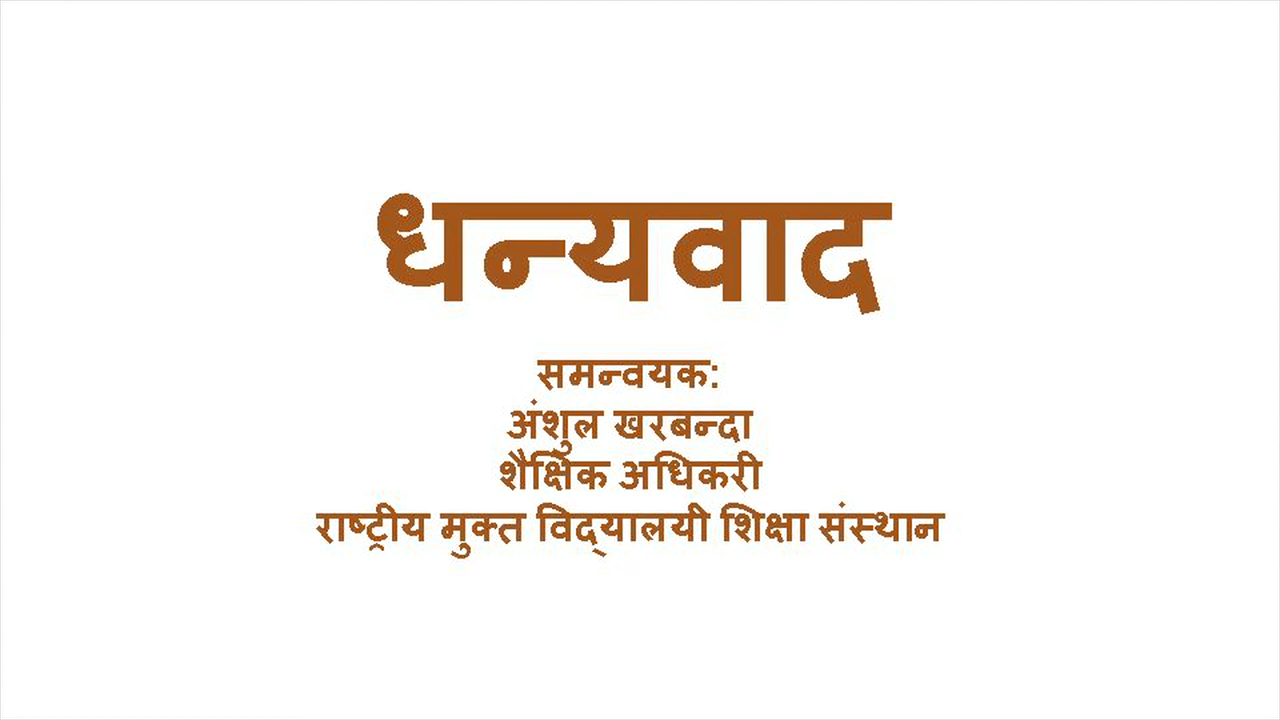 धन्यवाद
समन्वयक:
अंशुल खरबन्दा
शैक्षिक अधिकरी
राष्ट्रीय मुक्त विद्यालयी शिक्षा संस्थान